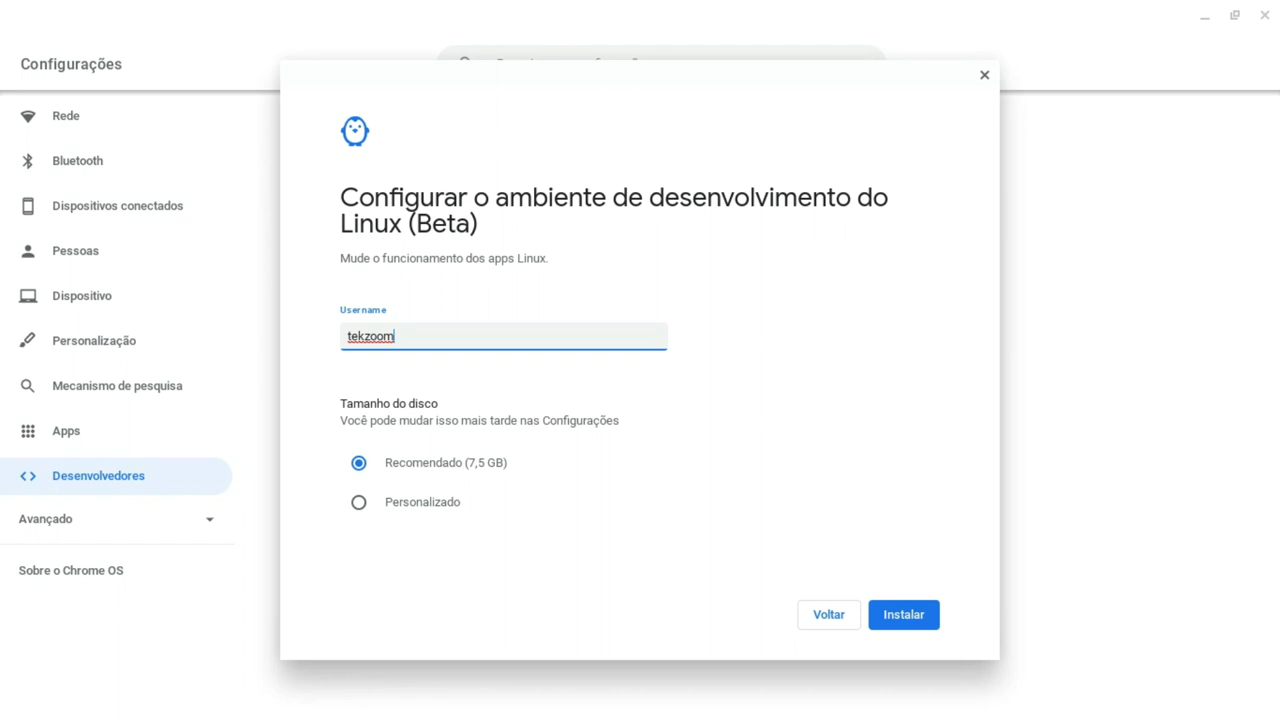 Configurações
Rede
Bluetooth
Dispositivos conectados
Pessoas
Dispositivo
Personalização
Mecanismo de pesquisa
Apps
Desenvolvedores
Avançado
Sobre o Chrome OS
Configurar o ambiente de desenvolvimento do
Linux (Beta)
Mude o funcionamento dos apps Linux.
Username
tekzoom
Tamanho do disco
Você pode mudar isso mais tarde nas Configurações
Recomendado (7,5 GB)
Personalizado
Voltar
Instalar